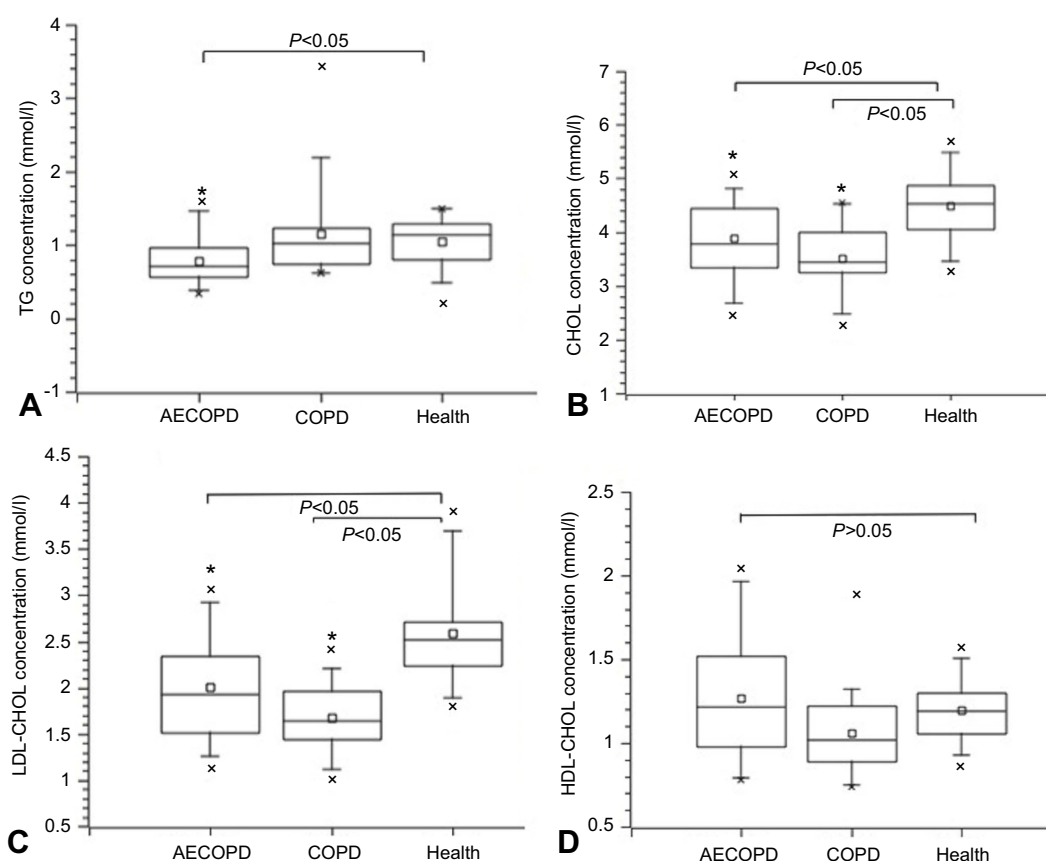 4
3
2
1
0
-1
TG concentration (mmol/l)
P<0.05
*
*
AECOPD
COPD
Health
A
7
6
5
4
3
2
1
CHOL concentration (mmol/l)
P<0.05
P<0.05
*
*
AECOPD
COPD
Health
B
4.5
4
3.5
3
2.5
2
1.5
1
0.5
LDL-CHOL concentration (mmol/l)
P<0.05
P<0.05
*
*
AECOPD
COPD
Health
C
2.5
2
1.5
1
0.5
HDL-CHOL concentration (mmol/l)
P>0.05
AECOPD
COPD
Health
D